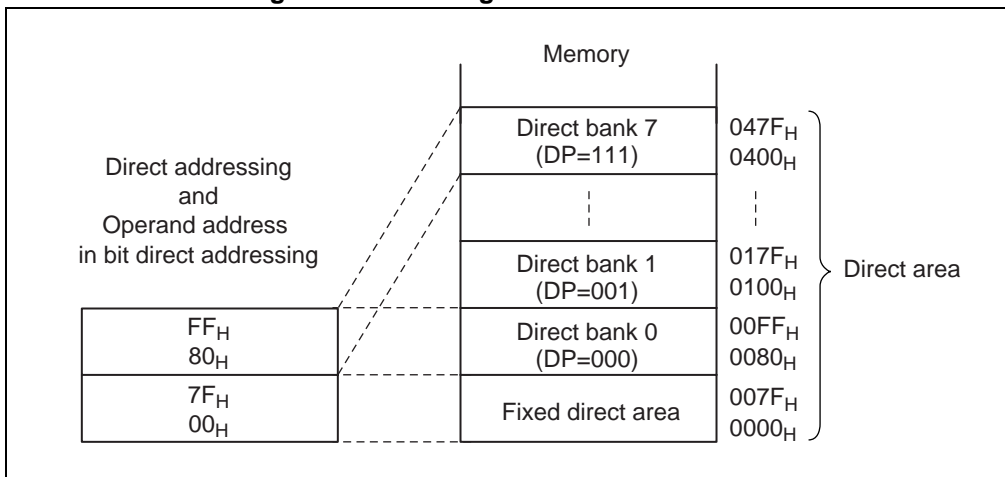 Memory
Direct bank 7
(DP=111)
047FH
0400H
Direct addressing
and
Operand address
in bit direct addressing
Direct bank 1
(DP=001)
017FH
0100H
Direct area
FFH
80H
Direct bank 0
(DP=000)
00FFH
0080H
7FH
00H
Fixed direct area
007FH
0000H